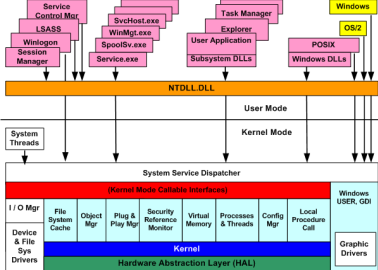 Service
Control Mgr
LSASS
Winlogon
Session
Manager
SvcHost.exe
WinMgt.exe
SpoolSv.exe
Service.exe
Task Manager
Explorer
User Application
Subsystem DLLs
Windows
OS/2
POSIX
Windows DLLs
NTDLL.DLL
User Mode
Kernel Mode
System
Threads
System Service Dispatcher
(Kernel Mode Callable Interfaces)
I / O Mgr
File
System
Cache
Object
Mgr
Plug &
Play Mgr
Security
Reference
Monitor
Virtual
Memory
Processes
& Threads
Config
Mgr
Local
Procedure
Call
Windows
USER, GDI
Device
& File
Sys
Drivers
Graphic
Drivers
Kernel
Hardware Abstraction Layer (HAL)